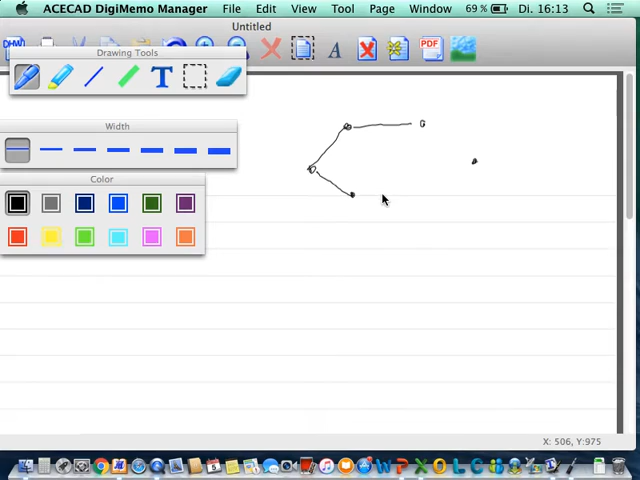 ACECAD DigiMemo Manager File Edit View Tool Page Window 69 % Di. 16:13
Untitled
DHW A PDF
Drawing Tools
T
Width
Color
X: 506, Y:975